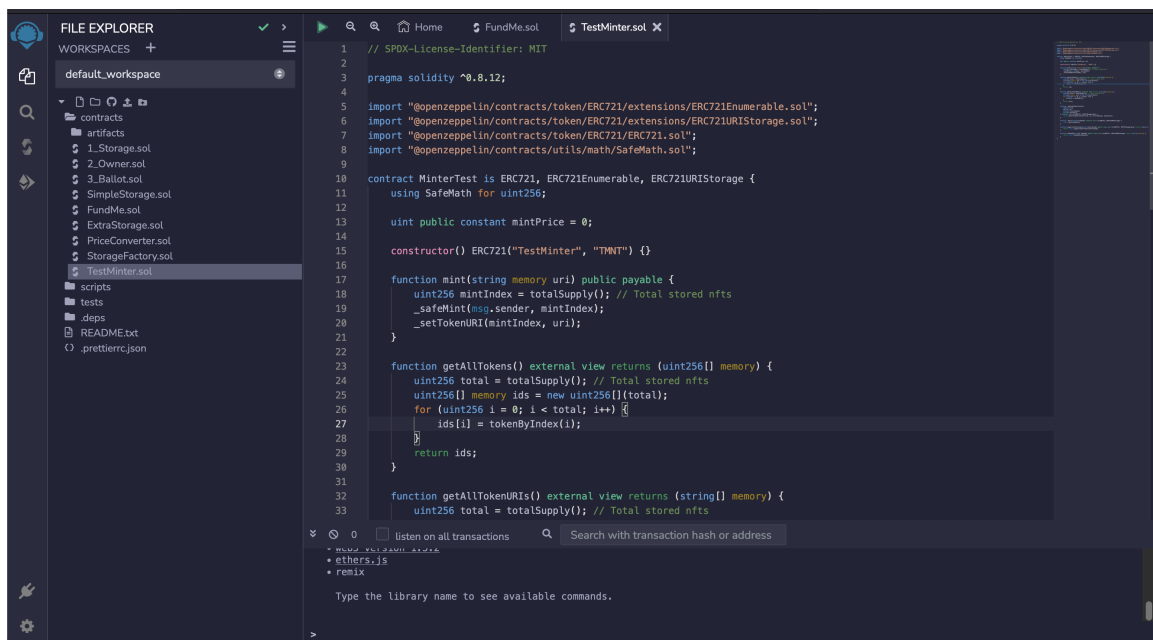 FILE EXPLORER
WORKSPACES +
default_workspace
contracts
artifacts
1_Storage.sol
2_Owner.sol
3_Ballot.sol
SimpleStorage.sol
FundMe.sol
ExtraStorage.sol
PriceConverter.sol
StorageFactory.sol
TestMinter.sol
scripts
tests
.deps
README.txt
.prettierrc.json
Home
FundMe.sol
TestMinter.sol
1 // SPDX-License-Identifier: MIT
2
3 pragma solidity ^0.8.12;
4
5 import "@openzeppelin/contracts/token/ERC721/extensions/ERC721Enumerable.sol";
6 import "@openzeppelin/contracts/token/ERC721/extensions/ERC721URIStorage.sol";
7 import "@openzeppelin/contracts/token/ERC721/ERC721.sol";
8 import "@openzeppelin/contracts/utils/math/SafeMath.sol";
9
10 contract MinterTest is ERC721, ERC721Enumerable, ERC721URIStorage {
11 using SafeMath for uint256;
12
13 uint public constant mintPrice = 0;
14
15 constructor() ERC721("TestMinter", "TMNT") {}
16
17 function mint(string memory uri) public payable {
18 uint256 mintIndex = totalSupply(); // Total stored nfts
19 _safeMint(msg.sender, mintIndex);
20 _setTokenURI(mintIndex, uri);
21 }
22
23 function getAllTokens() external view returns (uint256[] memory) {
24 uint256 total = totalSupply(); // Total stored nfts
25 uint256[] memory ids = new uint256[](total);
26 for (uint256 i = 0; i < total; i++) {
27 ids[i] = tokenByIndex(i);
28 }
29 return ids;
30 }
31
32 function getAllTokenURIs() external view returns (string[] memory) {
33 uint256 total = totalSupply(); // Total stored nfts
0 listen on all transactions Search with transaction hash or address
• web3 version 1.5.2
• ethers.js
• remix
Type the library name to see available commands.
>